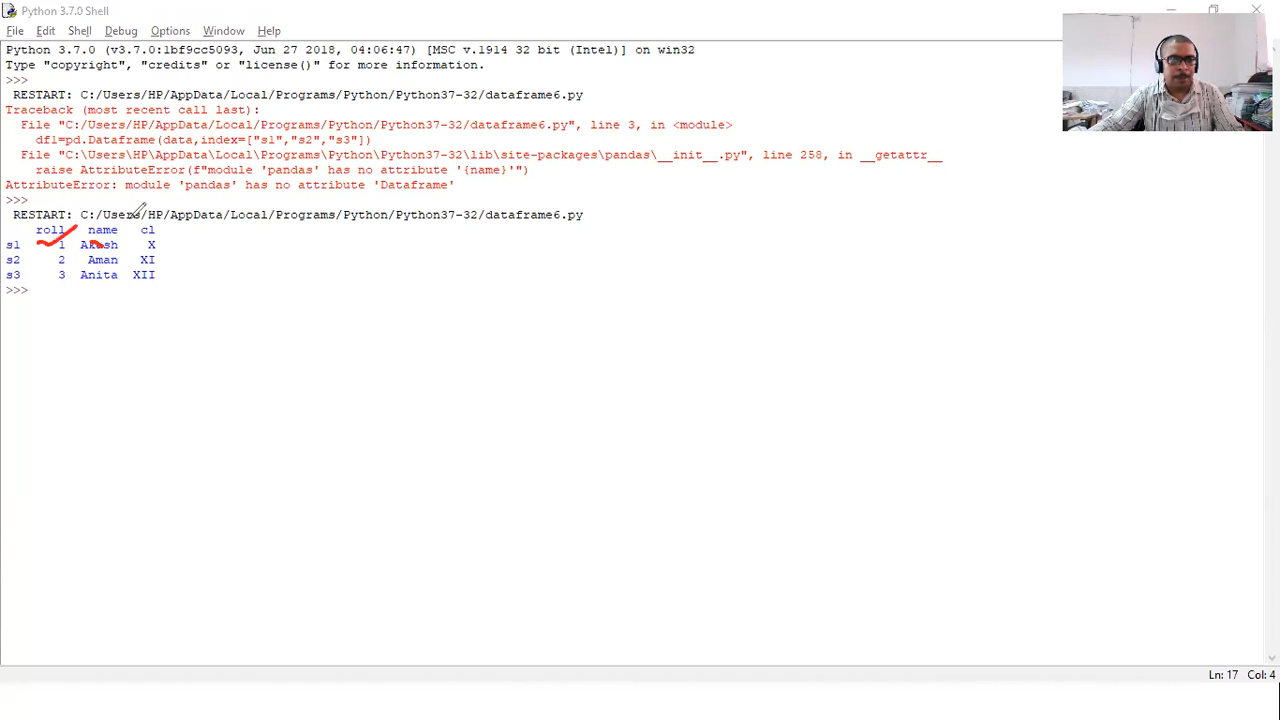 Python 3.7.0 Shell
File Edit Shell Debug Options Window Help
Python 3.7.0 (v3.7.0:1bf9cc5093, Jun 27 2018, 04:06:47) [MSC v.1914 32 bit (Intel)] on win32
Type "copyright", "credits" or "license()" for more information.
>>>
RESTART: C:/Users/HP/AppData/Local/Programs/Python/Python37-32/dataframe6.py
Traceback (most recent call last):
File "C:/Users/HP/AppData/Local/Programs/Python/Python37-32/dataframe6.py", line 3, in <module>
df1=pd.Dataframe(data,index=["s1","s2","s3"])
File "C:\Users\HP\AppData\Local\Programs\Python\Python37-32\lib\site-packages\pandas\__init__.py", line 258, in __getattr__
raise AttributeError(f"module 'pandas' has no attribute '{name}'")
AttributeError: module 'pandas' has no attribute 'Dataframe'
>>>
RESTART: C:/Users/HP/AppData/Local/Programs/Python/Python37-32/dataframe6.py
roll name cl
s1 1 Akash X
s2 2 Aman XI
s3 3 Anita XII
>>>
Ln: 17 Col: 4